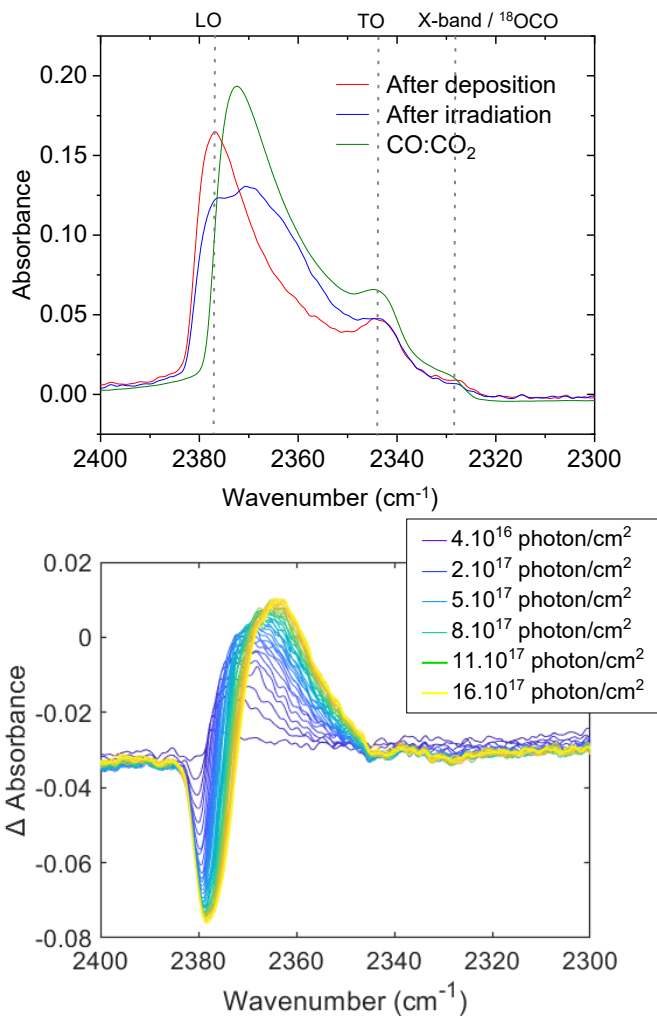 LO TO X-band / ¹⁸OCO
After deposition
After irradiation
CO:CO₂
0.20
0.15
0.10
0.05
0.00
Absorbance
2400 2380 2360 2340 2320 2300
Wavenumber (cm⁻¹)
4.10¹⁶ photon/cm²
2.10¹⁷ photon/cm²
5.10¹⁷ photon/cm²
8.10¹⁷ photon/cm²
11.10¹⁷ photon/cm²
16.10¹⁷ photon/cm²
0.02
0
-0.02
-0.04
-0.06
-0.08
Δ Absorbance
2400 2380 2360 2340 2320 2300
Wavenumber (cm⁻¹)